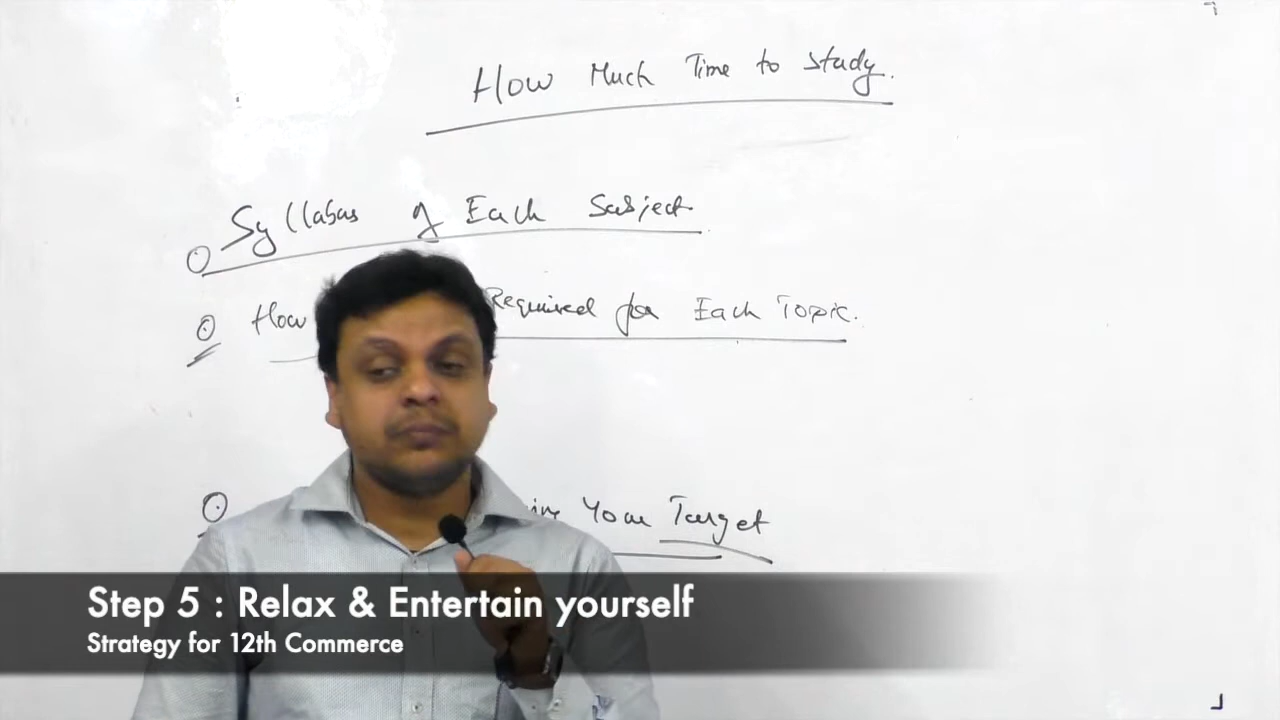 How Much Time to Study.
Syllabus of Each Subject
How Required for Each Topic.
Your Target
Step 5 : Relax & Entertain yourself
Strategy for 12th Commerce